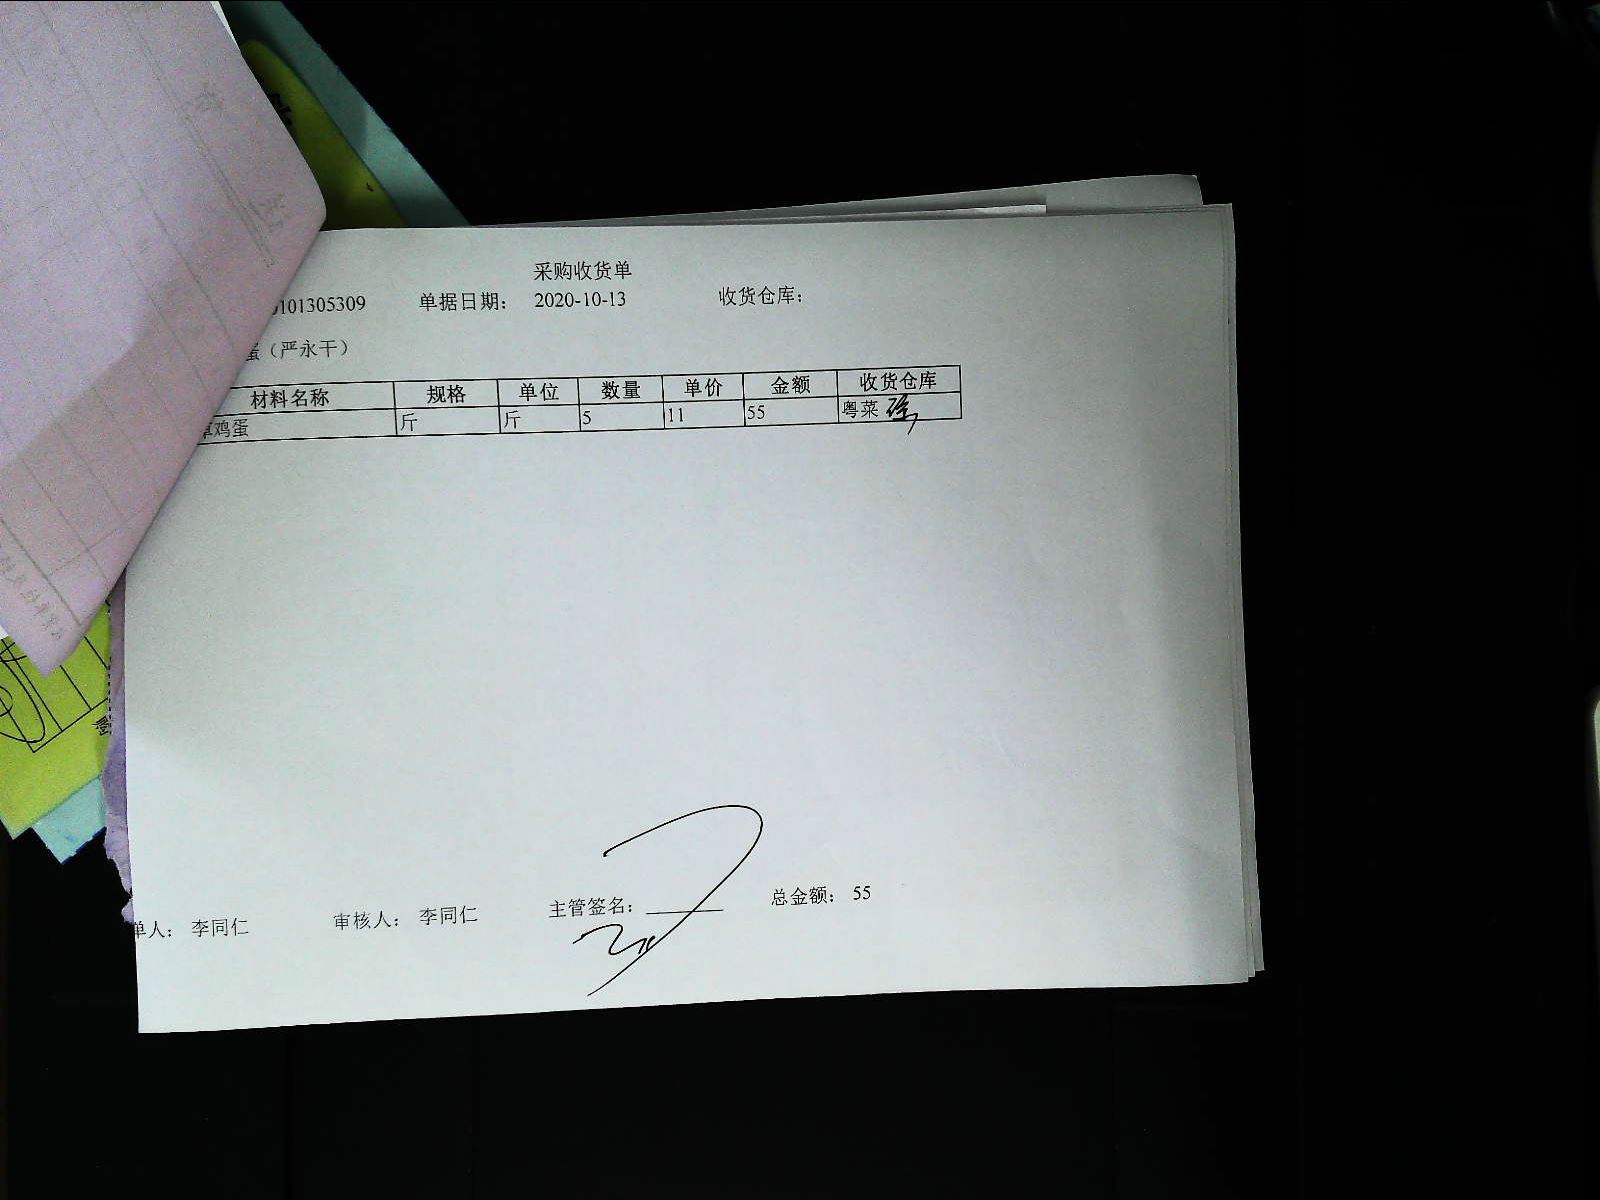 采购收货单
0101305309 单据日期： 2020-10-13 收货仓库：
蛋（严永干）
材料名称 规格 单位 数量 单价 金额 收货仓库
草鸡蛋 斤 斤 5 11 55 粤菜
单人： 李同仁 审核人： 李同仁 主管签名： 总金额： 55